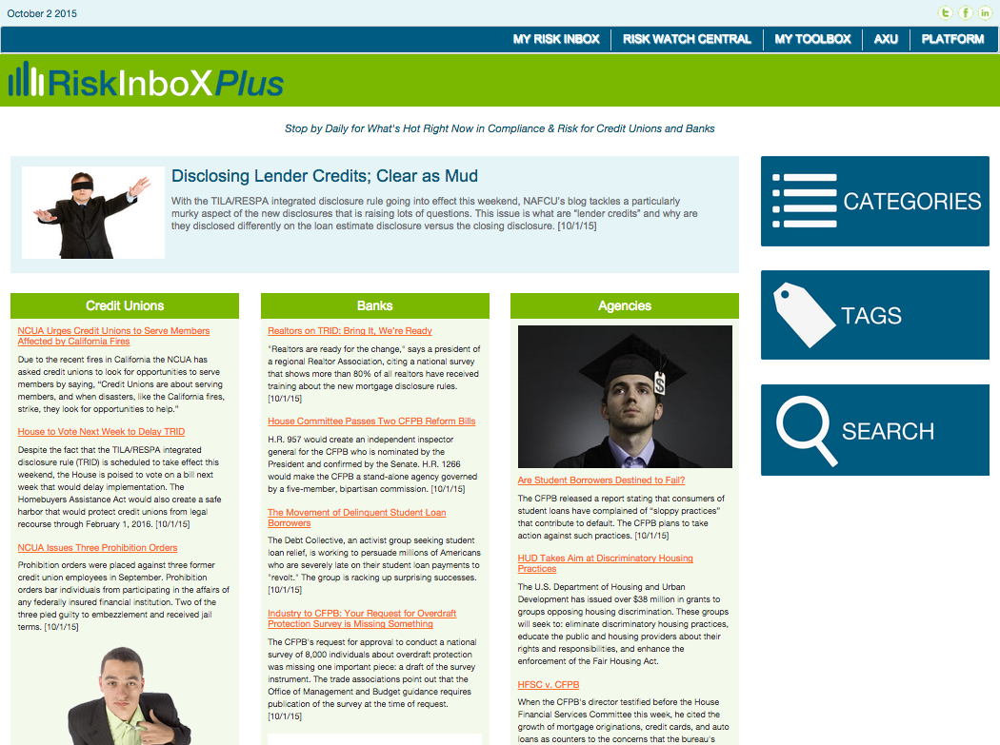 October 2 2015
MY RISK INBOX
RISK WATCH CENTRAL
MY TOOLBOX
AXU
PLATFORM
RiskInboXPlus
Stop by Daily for What's Hot Right Now in Compliance & Risk for Credit Unions and Banks
Disclosing Lender Credits; Clear as Mud
With the TILA/RESPA integrated disclosure rule going into effect this weekend, NAFCU's blog tackles a particularly
murky aspect of the new disclosures that is raising lots of questions. This issue is what are “lender credits” and why are
they disclosed differently on the loan estimate disclosure versus the closing disclosure. [10/1/15]
CATEGORIES
TAGS
SEARCH
Credit Unions
NCUA Urges Credit Unions to Serve Members
Affected by California Fires
Due to the recent fires in California the NCUA has
asked credit unions to look for opportunities to serve
members by saying, “Credit Unions are about serving
members, and when disasters, like the California fires,
strike, they look for opportunities to help.”
House to Vote Next Week to Delay TRID
Despite the fact that the TILA/RESPA integrated
disclosure rule (TRID) is scheduled to take effect this
weekend, the House is poised to vote on a bill next
week that would delay implementation. The
Homebuyers Assistance Act would also create a safe
harbor that would protect credit unions from legal
recourse through February 1, 2016. [10/1/15]
NCUA Issues Three Prohibition Orders
Prohibition orders were placed against three former
credit union employees in September. Prohibition
orders bar individuals from participating in the affairs of
any federally insured financial institution. Two of the
three pled guilty to embezzlement and received jail
terms. [10/1/15]
Banks
Realtors on TRID: Bring It, We're Ready
"Realtors are ready for the change," says a president of
a regional Realtor Association, citing a national survey
that shows more than 80% of all realtors have received
training about the new mortgage disclosure rules.
[10/1/15]
House Committee Passes Two CFPB Reform Bills
H.R. 957 would create an independent inspector
general for the CFPB who is nominated by the
President and confirmed by the Senate. H.R. 1266
would make the CFPB a stand-alone agency governed
by a five-member, bipartisan commission. [10/1/15]
The Movement of Delinquent Student Loan
Borrowers
The Debt Collective, an activist group seeking student
loan relief, is working to persuade millions of Americans
who are severely late on their student loan payments to
"revolt." The group is racking up surprising successes.
[10/1/15]
Industry to CFPB: Your Request for Overdraft
Protection Survey is Missing Something
The CFPB's request for approval to conduct a national
survey of 8,000 individuals about overdraft protection
was missing one important piece: a draft of the survey
instrument. The trade associations point out that the
Office of Management and Budget guidance requires
publication of the survey at the time of request.
[10/1/15]
Agencies
$
Are Student Borrowers Destined to Fail?
The CFPB released a report stating that consumers of
student loans have complained of “sloppy practices”
that contribute to default. The CFPB plans to take
action against such practices. [10/1/15]
HUD Takes Aim at Discriminatory Housing
Practices
The U.S. Department of Housing and Urban
Development has issued over $38 million in grants to
groups opposing housing discrimination. These groups
will seek to: eliminate discriminatory housing practices,
educate the public and housing providers about their
rights and responsibilities, and enhance the
enforcement of the Fair Housing Act.
HFSC v. CFPB
When the CFPB's director testified before the House
Financial Services Committee this week, he cited the
growth of mortgage originations, credit cards, and auto
loans as counters to the concerns that the bureau's